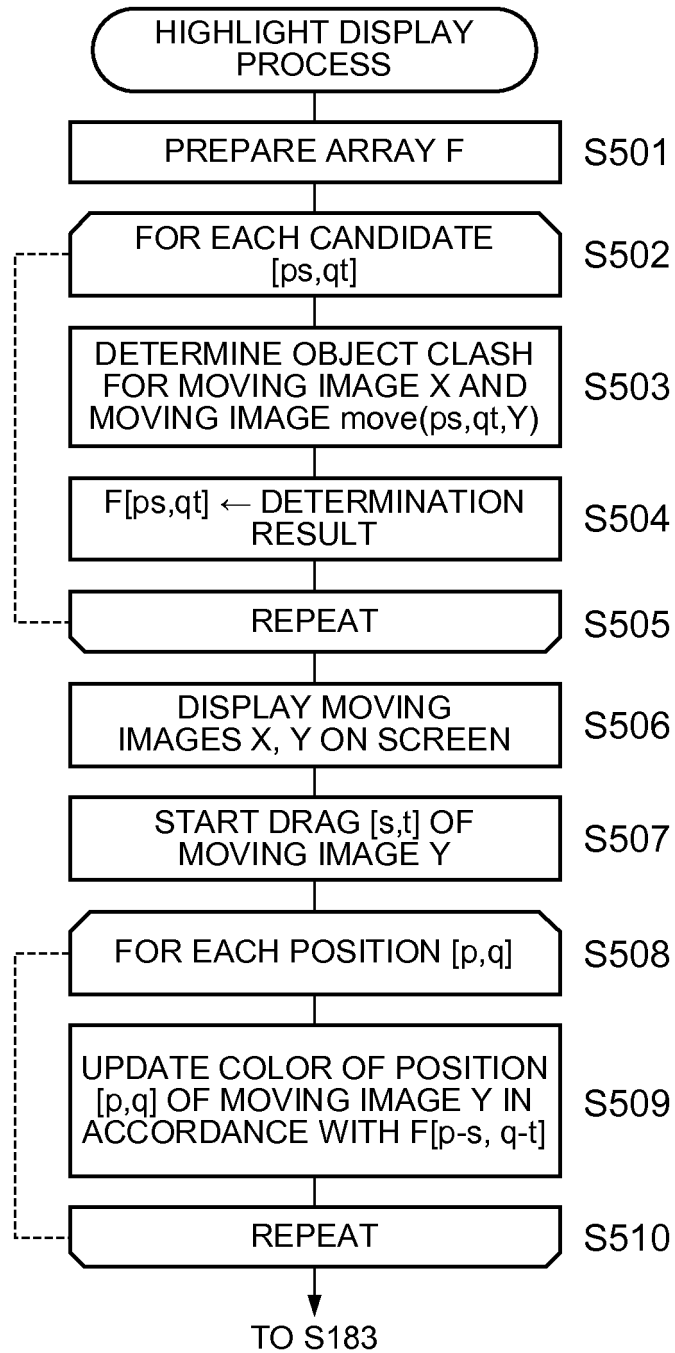 HIGHLIGHT DISPLAY
PROCESS
PREPARE ARRAY F
S501
FOR EACH CANDIDATE
[ps,qt]
S502
DETERMINE OBJECT CLASH
FOR MOVING IMAGE X AND
MOVING IMAGE move(ps,qt,Y)
S503
F[ps,qt] ← DETERMINATION
RESULT
S504
REPEAT
S505
DISPLAY MOVING
IMAGES X, Y ON SCREEN
S506
START DRAG [s,t] OF
MOVING IMAGE Y
S507
FOR EACH POSITION [p,q]
S508
UPDATE COLOR OF POSITION
[p,q] OF MOVING IMAGE Y IN
ACCORDANCE WITH F[p-s, q-t]
S509
REPEAT
S510
TO S183